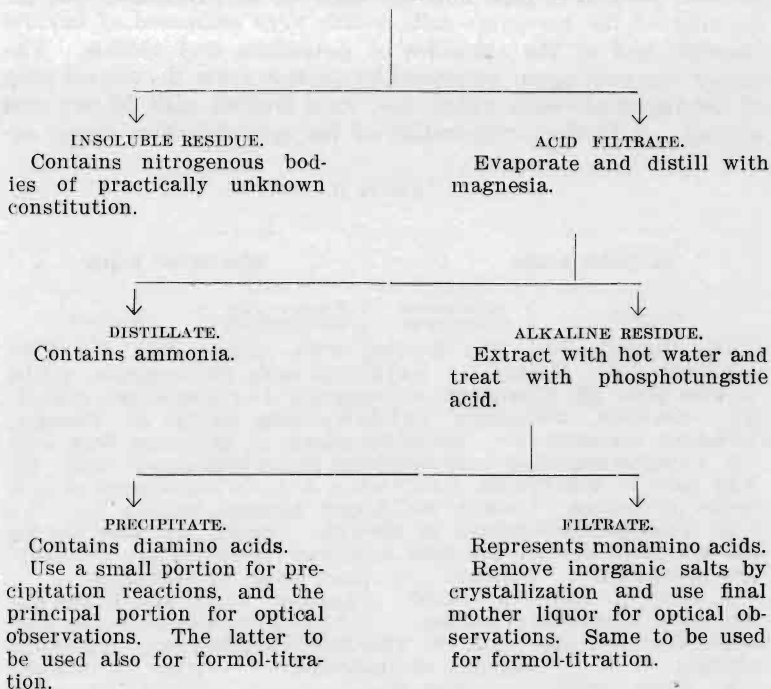 INSOLUBLE RESIDUE.
Contains nitrogenous bod-
ies of practically unknown
constitution.
ACID FILTRATE.
Evaporate and distill with
magnesia.
DISTILLATE.
Contains ammonia.
ALKALINE RESIDUE.
Extract with hot water and
treat with phosphotungstie
acid.
PRECIPITATE.
Contains diamino acids.
Use a small portion for pre-
cipitation reactions, and the
principal portion for optical
observations. The latter to
be used also for formol-titra-
tion.
FILTRATE.
Represents monamino acids.
Remove inorganic salts by
crystallization and use final
mother liquor for optical ob-
servations. Same to be used
for formol-titration.